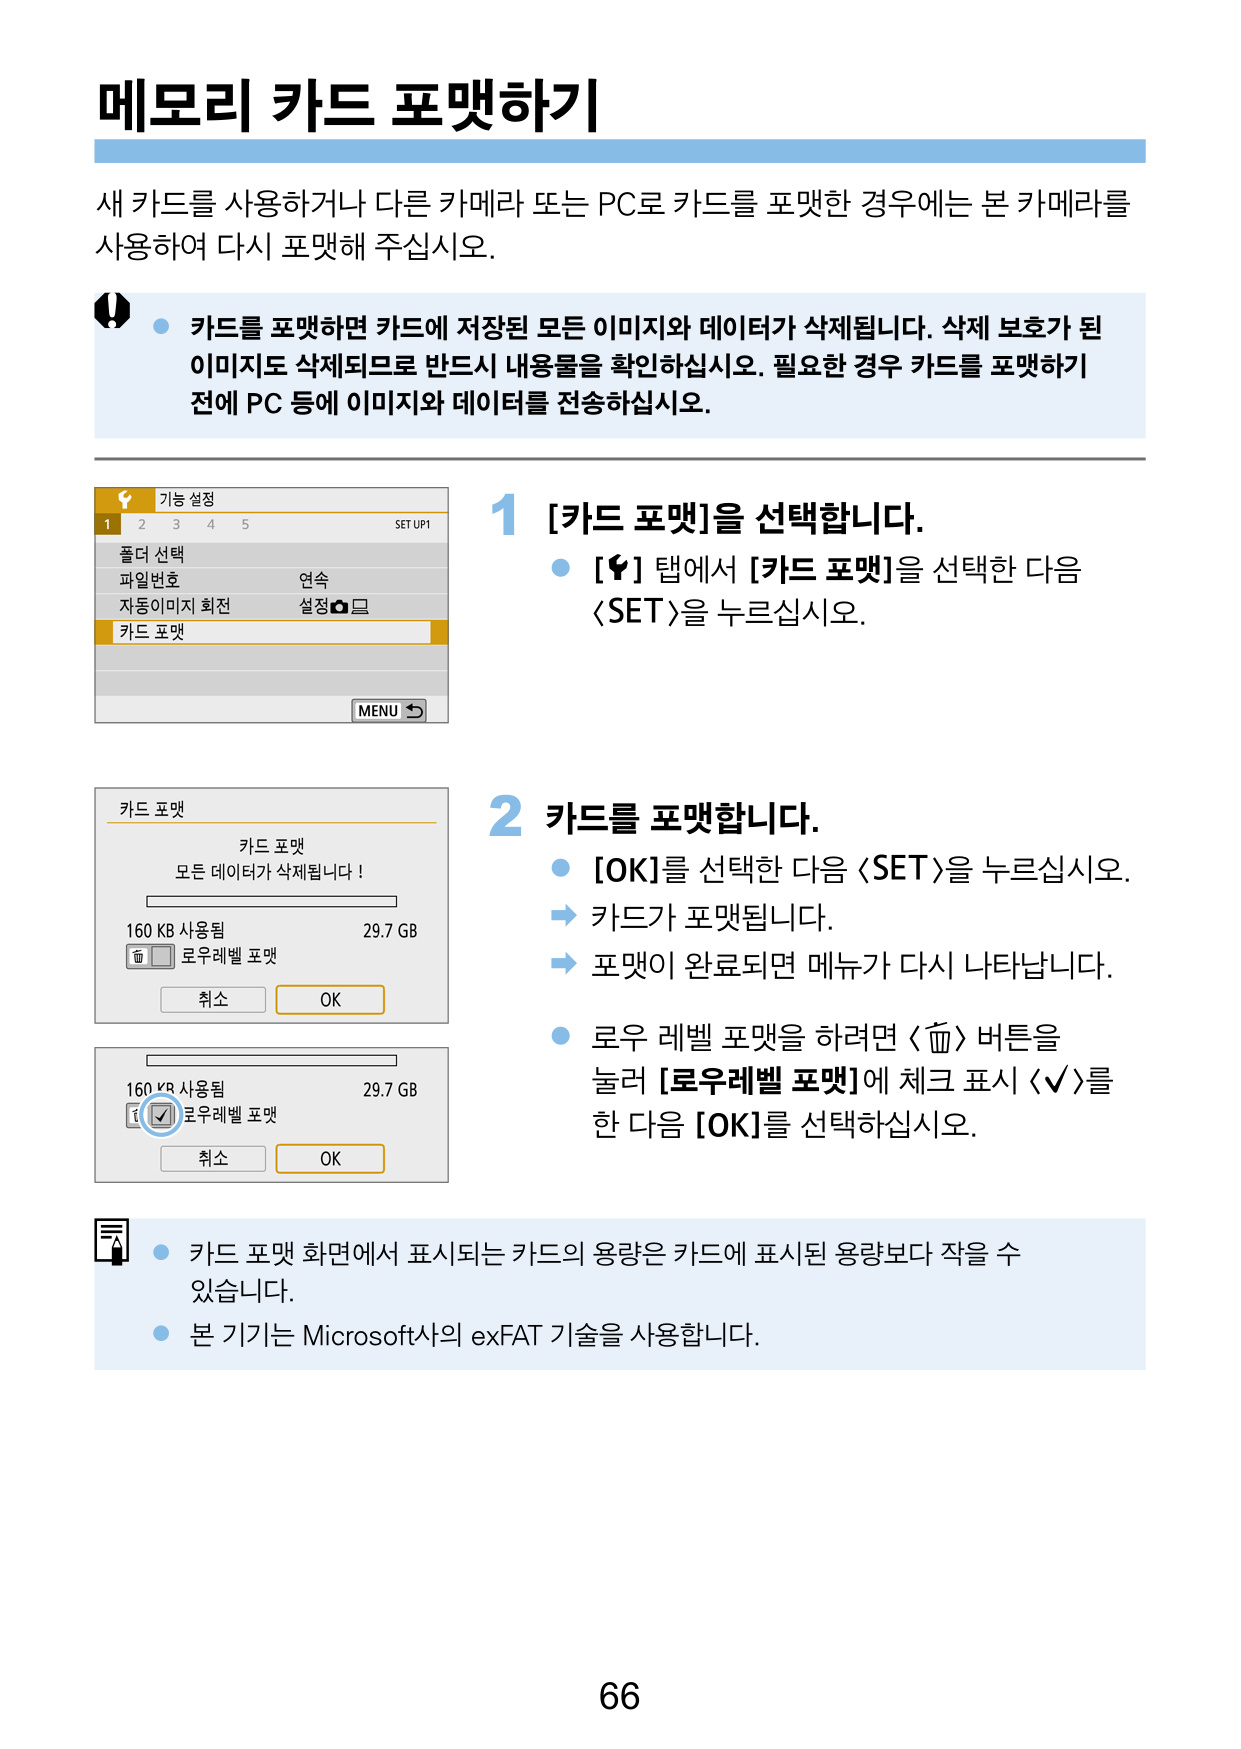 메모리 카드 포맷하기
새 카드를 사용하거나 다른 카메라 또는 PC로 카드를 포맷한 경우에는 본 카메라를
사용하여 다시 포맷해 주십시오.
● 카드를 포맷하면 카드에 저장된 모든 이미지와 데이터가 삭제됩니다. 삭제 보호가 된
이미지도 삭제되므로 반드시 내용물을 확인하십시오. 필요한 경우 카드를 포맷하기
전에 PC 등에 이미지와 데이터를 전송하십시오.
기능 설정
1 2 3 4 5 SET UP1
폴더 선택
파일번호 연속
자동이미지 회전 설정
카드 포맷
MENU
1 [카드 포맷]을 선택합니다.
● [] 탭에서 [카드 포맷]을 선택한 다음
〈SET〉을 누르십시오.
카드 포맷
카드 포맷
모든 데이터가 삭제됩니다 !
160 KB 사용됨 29.7 GB
로우레벨 포맷
취소 OK
160 KB 사용됨 29.7 GB
✓ 로우레벨 포맷
취소 OK
2 카드를 포맷합니다.
● [OK]를 선택한 다음 〈SET〉을 누르십시오.
➡ 카드가 포맷됩니다.
➡ 포맷이 완료되면 메뉴가 다시 나타납니다.
● 로우 레벨 포맷을 하려면 〈〉 버튼을
눌러 [로우레벨 포맷]에 체크 표시 〈✓〉를
한 다음 [OK]를 선택하십시오.
● 카드 포맷 화면에서 표시되는 카드의 용량은 카드에 표시된 용량보다 작을 수
있습니다.
● 본 기기는 Microsoft사의 exFAT 기술을 사용합니다.
66